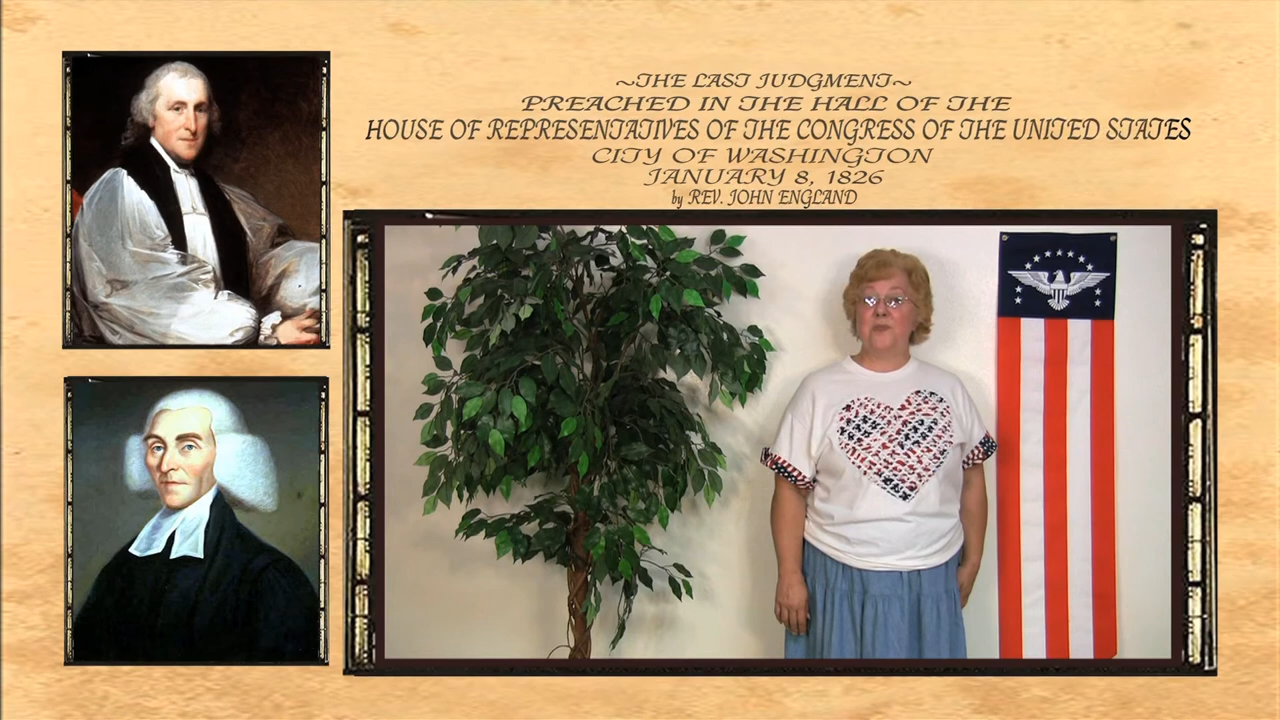 ~THE LAST JUDGMENT~
PREACHED IN THE HALL OF THE
HOUSE OF REPRESENTATIVES OF THE CONGRESS OF THE UNITED STATES
CITY OF WASHINGTON
JANUARY 8, 1826
by REV. JOHN ENGLAND